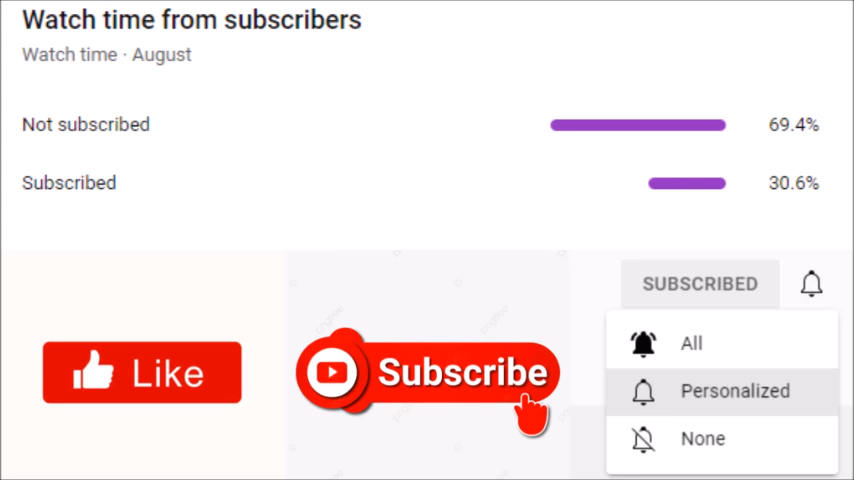 Watch time from subscribers
Watch time · August
Not subscribed 69.4%
Subscribed 30.6%
SUBSCRIBED
Like
Subscribe
All
Personalized
None